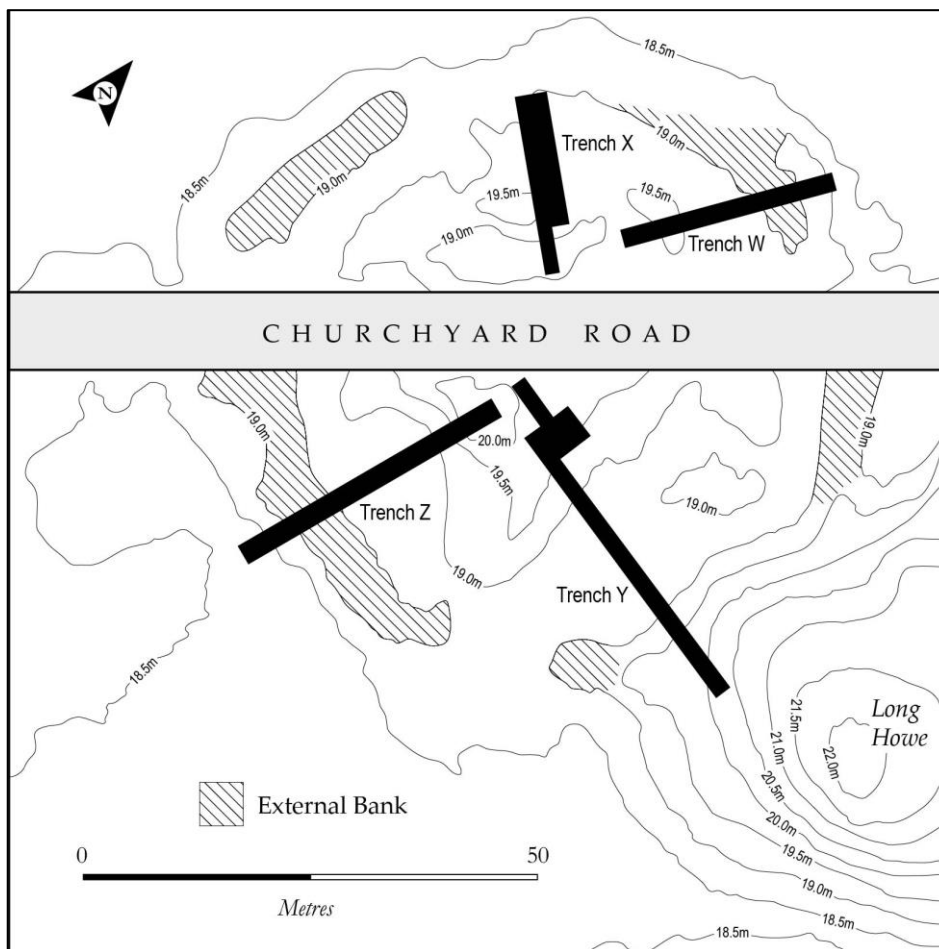 18.5m
N
Trench X
19.0m
18.5m
19.0m
19.5m
19.5m
19.0m
Trench W
18.5m
CHURCHYARD ROAD
19.0m
20.0m
19.0m
19.5m
Trench Z
19.0m
19.0m
Trench Y
18.5m
21.5m
Long
Howe
21.0m
22.0m
20.5m
External Bank
20.0m
19.5m
0
50
19.0m
Metres
18.5m
18.5m